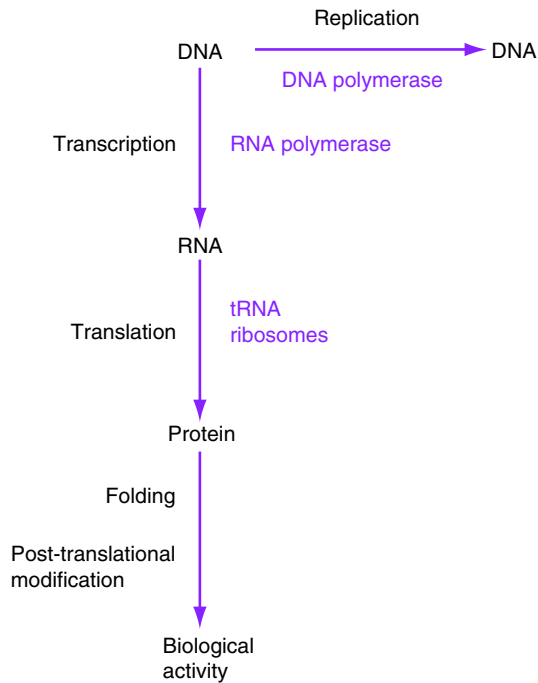 Replication
DNA
DNA
DNA polymerase
Transcription
RNA polymerase
RNA
Translation
tRNA
ribosomes
Protein
Folding
Post-translational
modification
Biological
activity